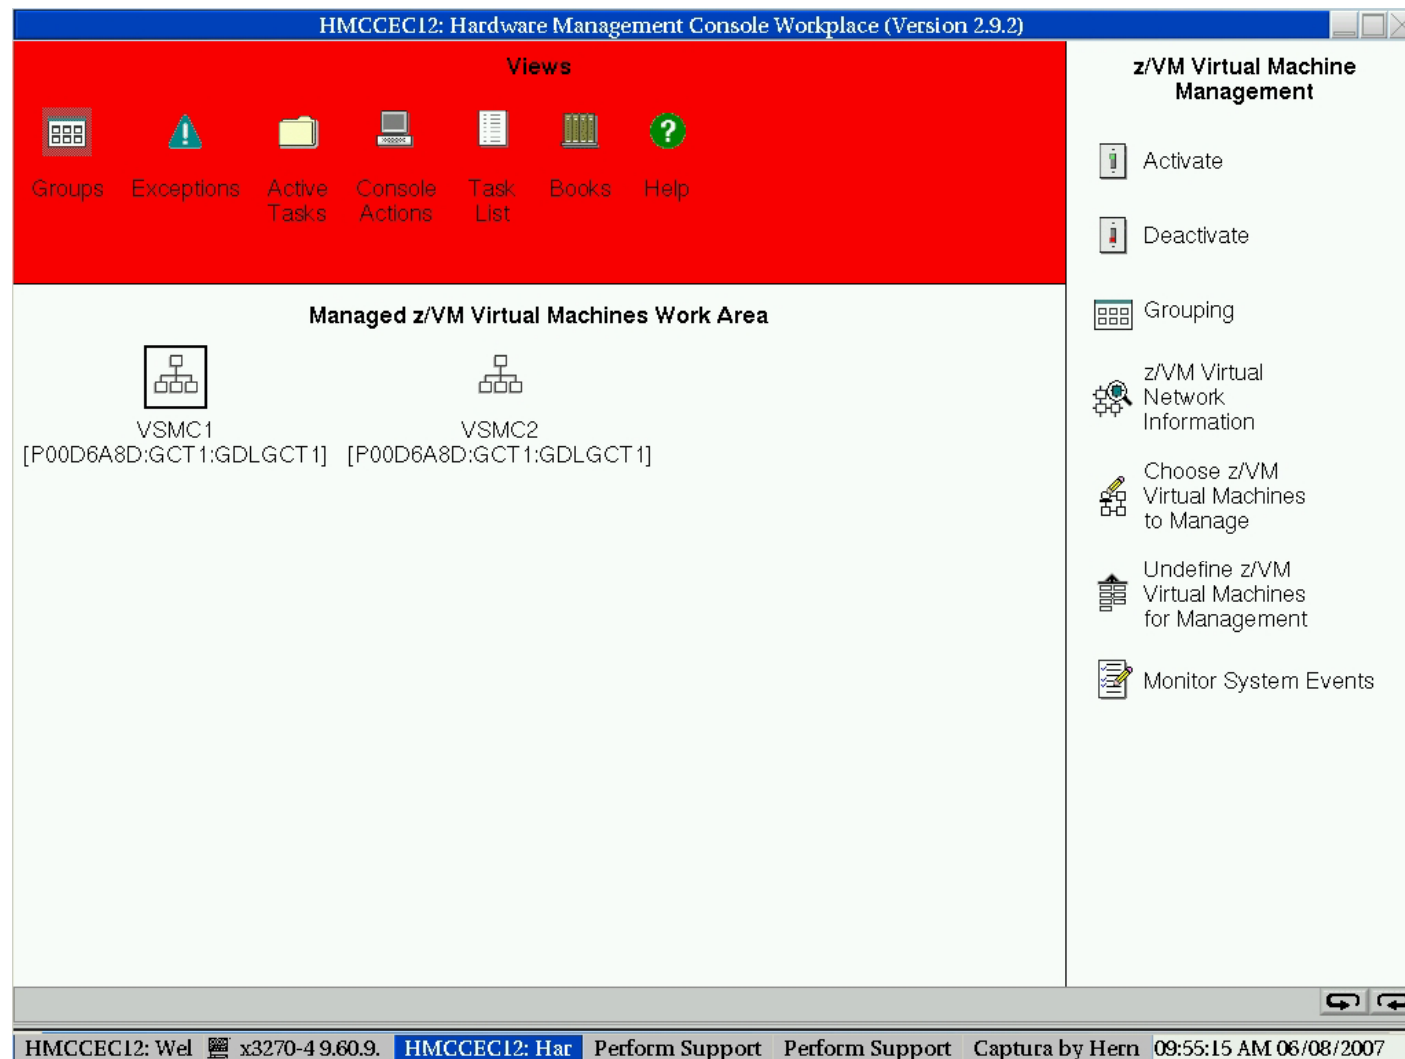 HMCCEC12: Hardware Management Console Workplace (Version 2.9.2)
Views
Groups
Exceptions
Active
Tasks
Console
Actions
Task
List
Books
Help
Managed z/VM Virtual Machines Work Area
VSMC1
[P00D6A8D:GCT1:GDLGCT1]
VSMC2
[P00D6A8D:GCT1:GDLGCT1]
z/VM Virtual Machine
Management
Activate
Deactivate
Grouping
z/VM Virtual
Network
Information
Choose z/VM
Virtual Machines
to Manage
Undefine z/VM
Virtual Machines
for Management
Monitor System Events
HMCCEC12: Wel
x3270-4 9.60.9.
HMCCEC12: Har
Perform Support
Perform Support
Captura by Hern
09:55:15 AM 06/08/2007